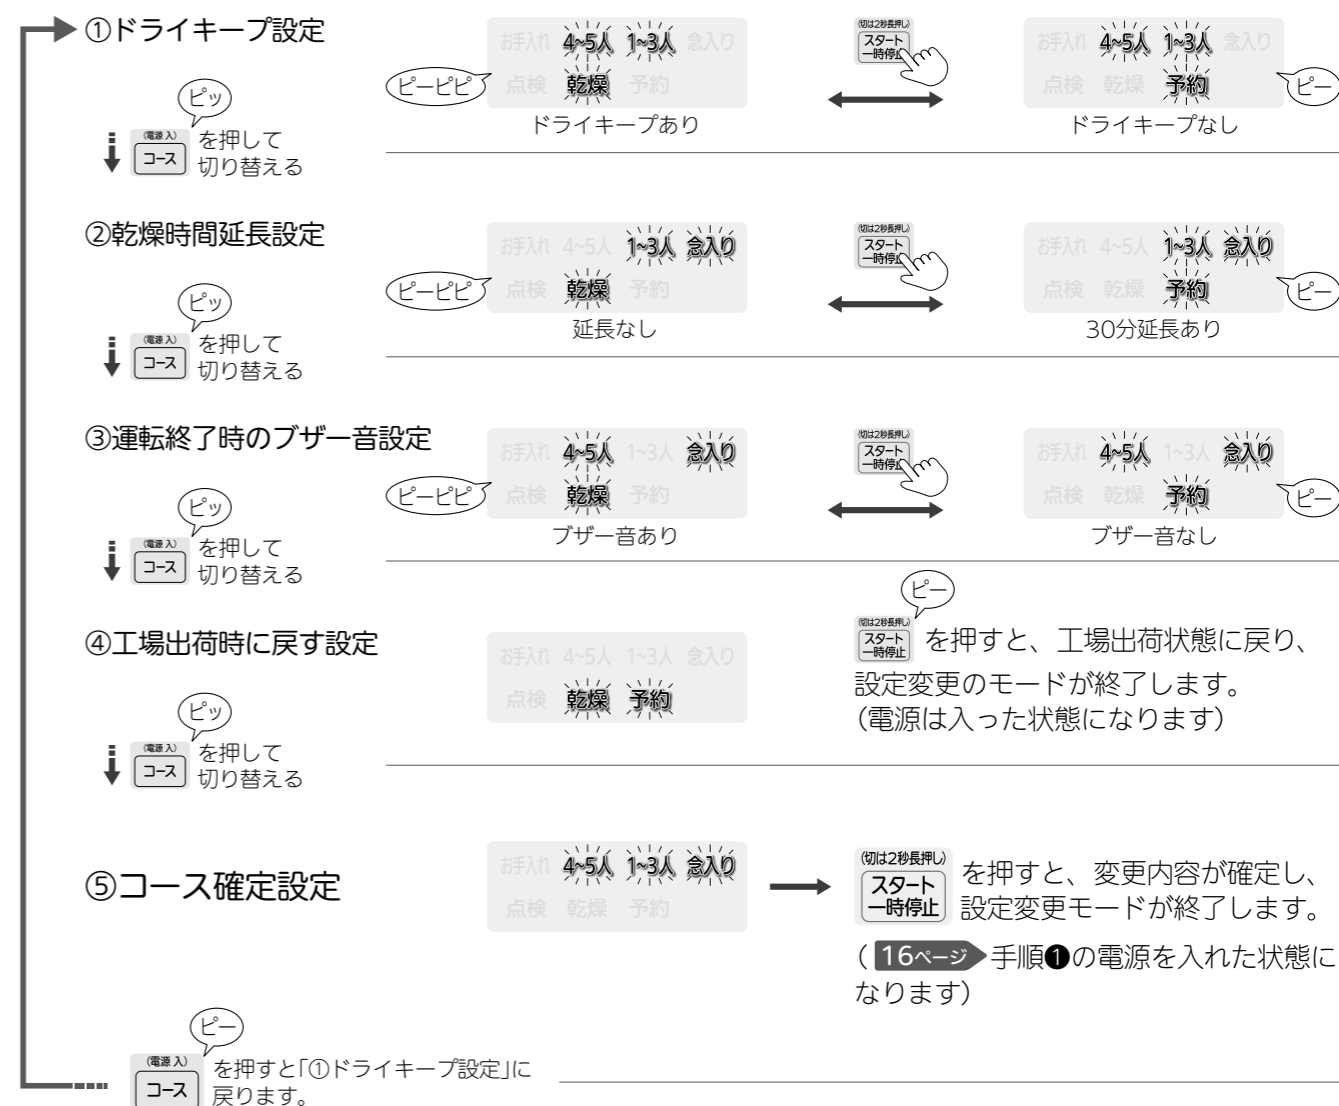 ①ドライキープ設定
お手入れ 4~5人 1~3人 念入り
点検 乾燥 予約
ピーピピ
ドライキープあり
(切は2秒長押し)
スタート
一時停止
お手入れ 4~5人 1~3人 念入り
点検 乾燥 予約
ピー
ドライキープなし
ピッ
(電源 入)
コース
を押して
切り替える
②乾燥時間延長設定
お手入れ 4~5人 1~3人 念入り
点検 乾燥 予約
ピーピピ
延長なし
(切は2秒長押し)
スタート
一時停止
お手入れ 4~5人 1~3人 念入り
点検 乾燥 予約
ピー
30分延長あり
ピッ
(電源 入)
コース
を押して
切り替える
③運転終了時のブザー音設定
お手入れ 4~5人 1~3人 念入り
点検 乾燥 予約
ピーピピ
ブザー音あり
(切は2秒長押し)
スタート
一時停止
お手入れ 4~5人 1~3人 念入り
点検 乾燥 予約
ピー
ブザー音なし
ピッ
(電源 入)
コース
を押して
切り替える
④工場出荷時に戻す設定
お手入れ 4~5人 1~3人 念入り
点検 乾燥 予約
ピー
(切は2秒長押し)
スタート
一時停止
を押すと、工場出荷状態に戻り、
設定変更のモードが終了します。
(電源は入った状態になります)
ピッ
(電源 入)
コース
を押して
切り替える
⑤コース確定設定
お手入れ 4~5人 1~3人 念入り
点検 乾燥 予約
(切は2秒長押し)
スタート
一時停止
を押すと、変更内容が確定し、
設定変更モードが終了します。
(16ページ 手順❶の電源を入れた状態に
なります)
ピー
(電源 入)
コース
を押すと「①ドライキープ設定」に
戻ります。